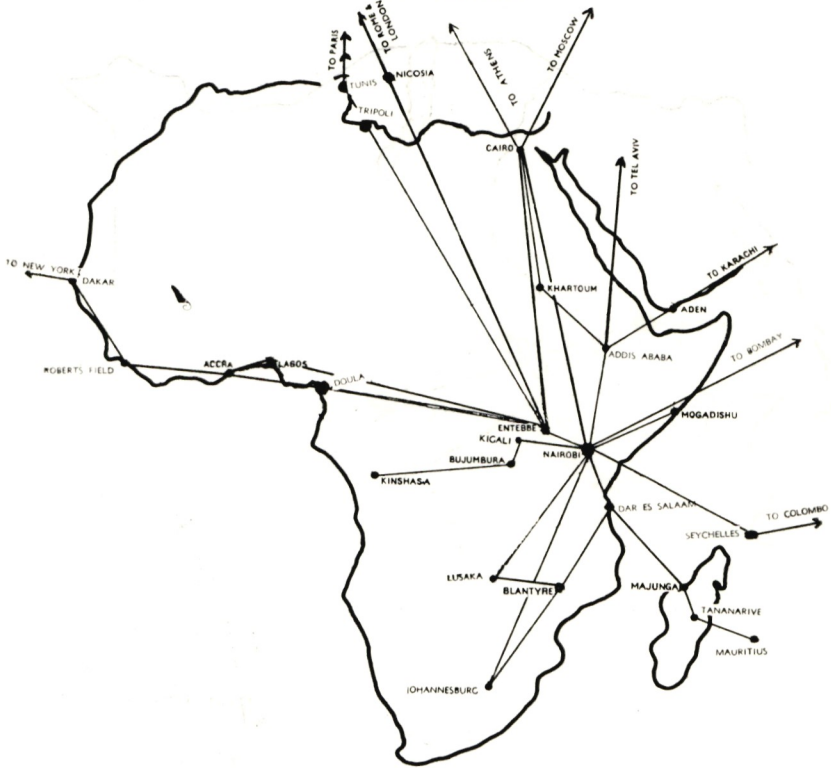 TO PARIS
TO ROME &
LONDON
TO ATHENS
TO MOSCOW
NICOSIA
TUNIS
TRIPOLI
CAIRO
TO TEL AVIV
TO NEW YORK
DAKAR
KHARTOUM
TO KARACHI
ADEN
ADDIS ABABA
TO BOMBAY
ROBERTS FIELD
ACCRA
LAGOS
DOULA
MOGADISHU
ENTEBBE
KIGALI
NAIROBI
BUJUMBURA
KINSHASA
DAR ES SALAAM
TO COLOMBO
SEYCHELLES
LUSAKA
BLANTYRE
MAJUNGA
TANANARIVE
MAURITIUS
JOHANNESBURG